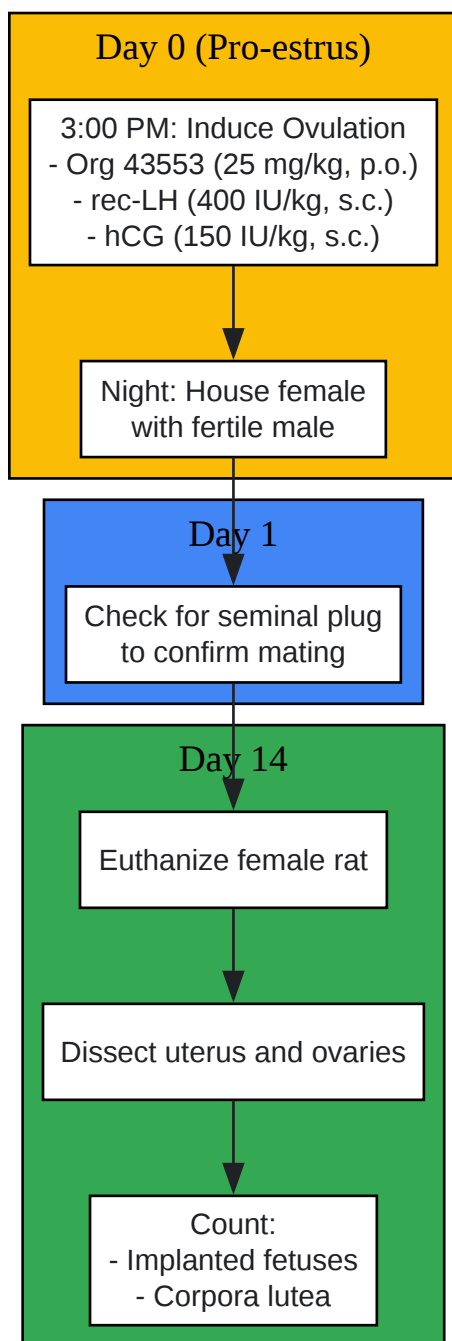 Day 0 (Pro-estrus)
3:00 PM: Induce Ovulation
- Org 43553 (25 mg/kg, p.o.)
- rec-LH (400 IU/kg, s.c.)
- hCG (150 IU/kg, s.c.)
Night: House female
with fertile male
Day 1
Check for seminal plug
to confirm mating
Day 14
Euthanize female rat
Dissect uterus and ovaries
Count:
- Implanted fetuses
- Corpora lutea